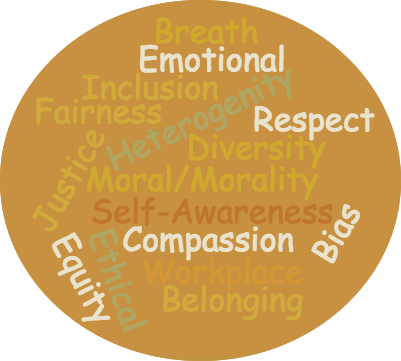 Breath
Emotional
Inclusion
Heterogenity
Fairness
Respect
Diversity
Justice
Moral/Morality
Self-Awareness
Compassion
Bias
Equity
Ethical
Workplace
Belonging